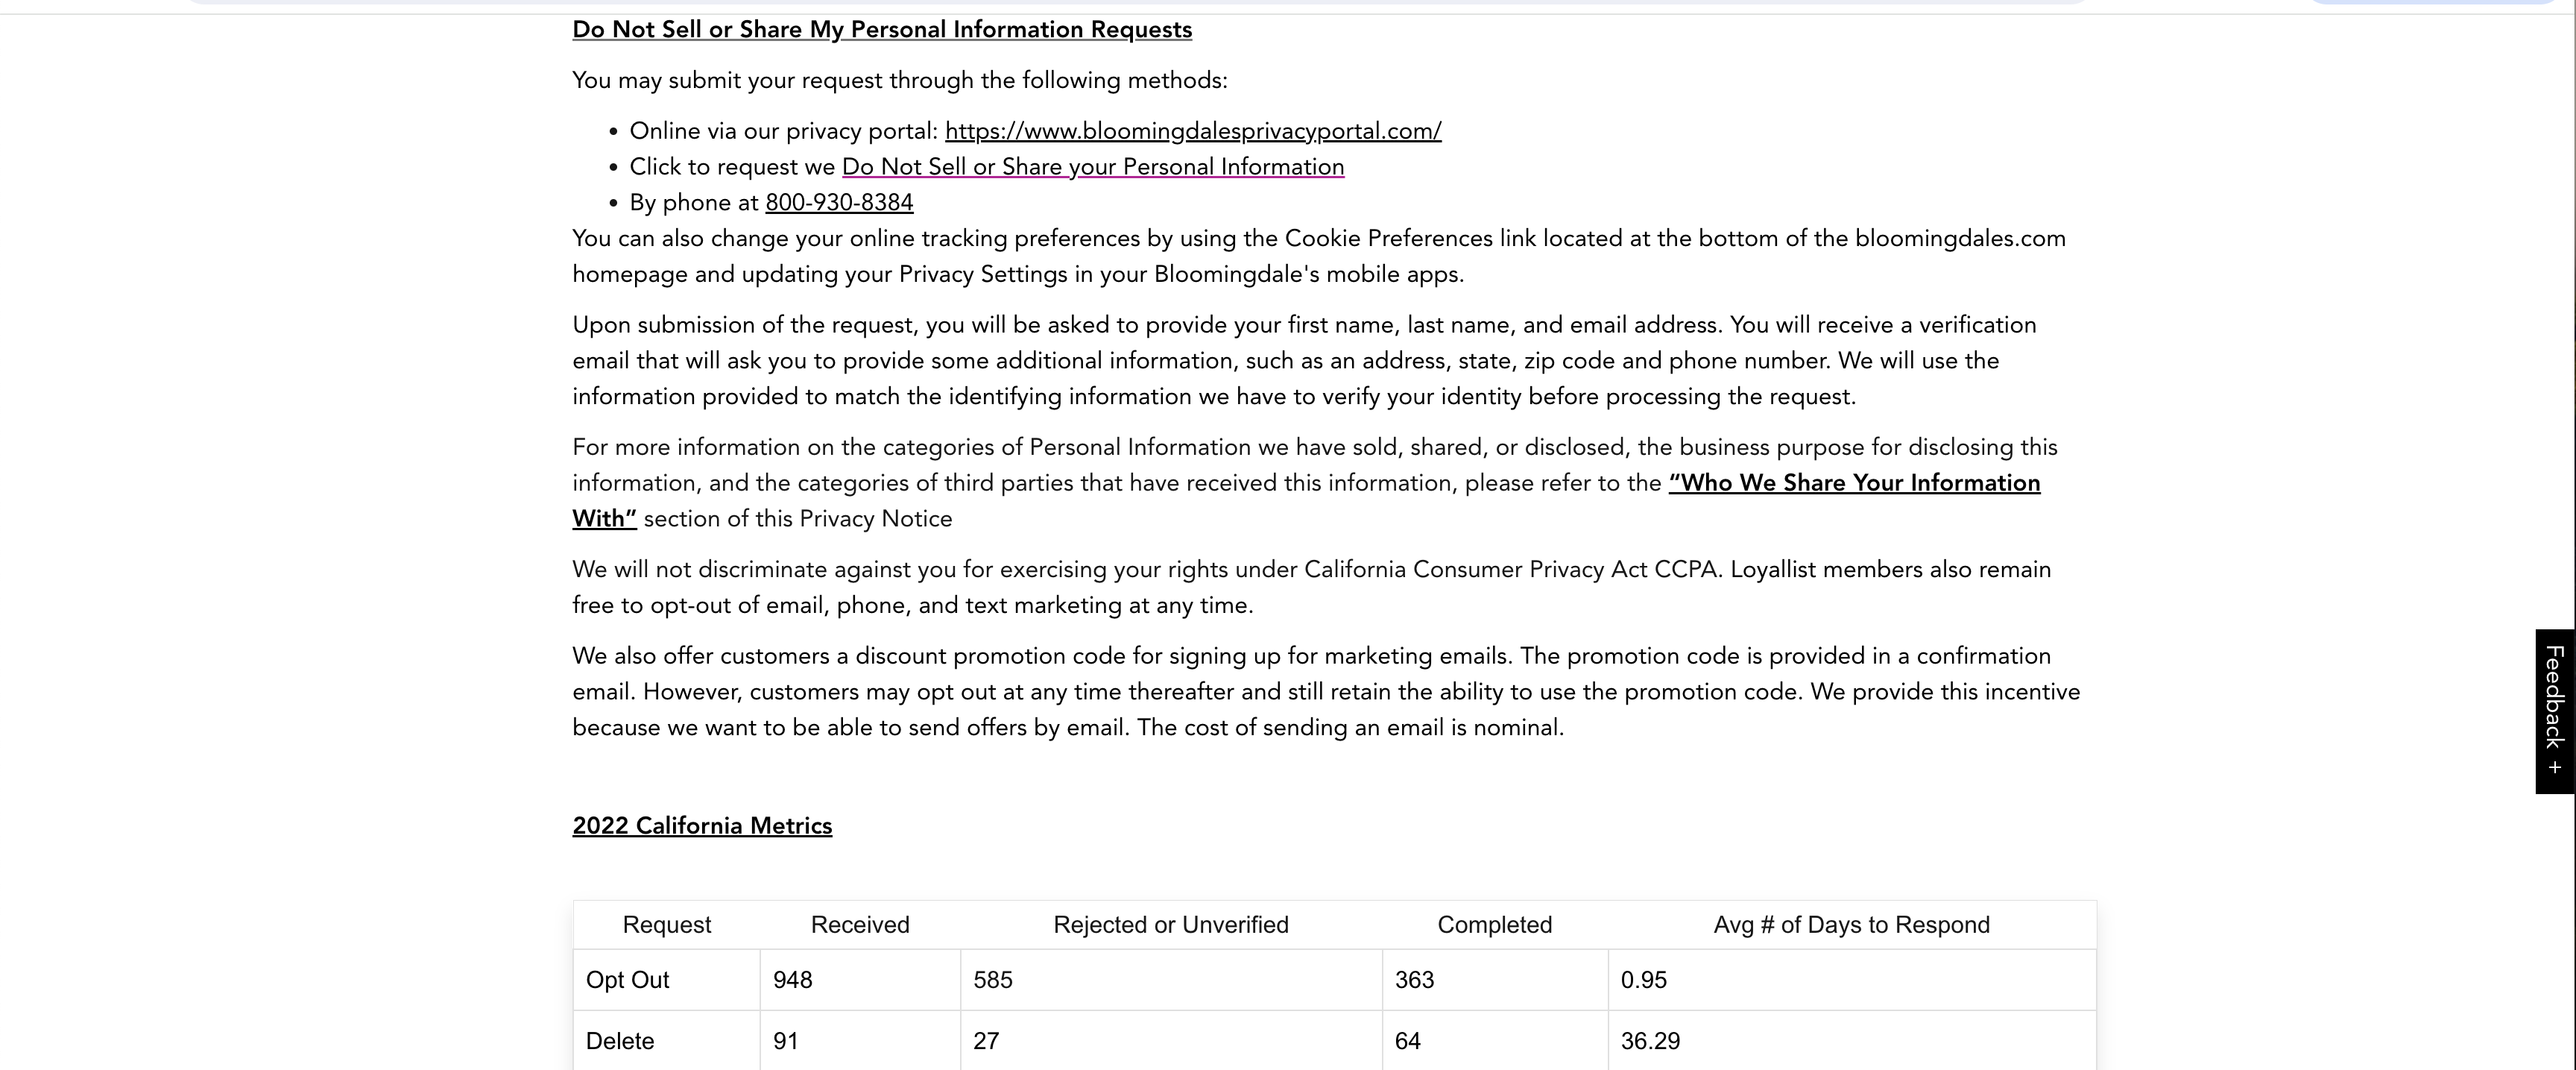 Do Not Sell or Share My Personal Information Requests
You may submit your request through the following methods:
• Online via our privacy portal: https://www.bloomingdalesprivacyportal.com/
• Click to request we Do Not Sell or Share your Personal Information
• By phone at 800-930-8384
You can also change your online tracking preferences by using the Cookie Preferences link located at the bottom of the bloomingdales.com
homepage and updating your Privacy Settings in your Bloomingdale's mobile apps.
Upon submission of the request, you will be asked to provide your first name, last name, and email address. You will receive a verification
email that will ask you to provide some additional information, such as an address, state, zip code and phone number. We will use the
information provided to match the identifying information we have to verify your identity before processing the request.
For more information on the categories of Personal Information we have sold, shared, or disclosed, the business purpose for disclosing this
information, and the categories of third parties that have received this information, please refer to the “Who We Share Your Information
With” section of this Privacy Notice
We will not discriminate against you for exercising your rights under California Consumer Privacy Act CCPA. Loyallist members also remain
free to opt-out of email, phone, and text marketing at any time.
We also offer customers a discount promotion code for signing up for marketing emails. The promotion code is provided in a confirmation
email. However, customers may opt out at any time thereafter and still retain the ability to use the promotion code. We provide this incentive
because we want to be able to send offers by email. The cost of sending an email is nominal.
Feedback +
2022 California Metrics
Request Received Rejected or Unverified Completed Avg # of Days to Respond
Opt Out 948 585 363 0.95
Delete 91 27 64 36.29